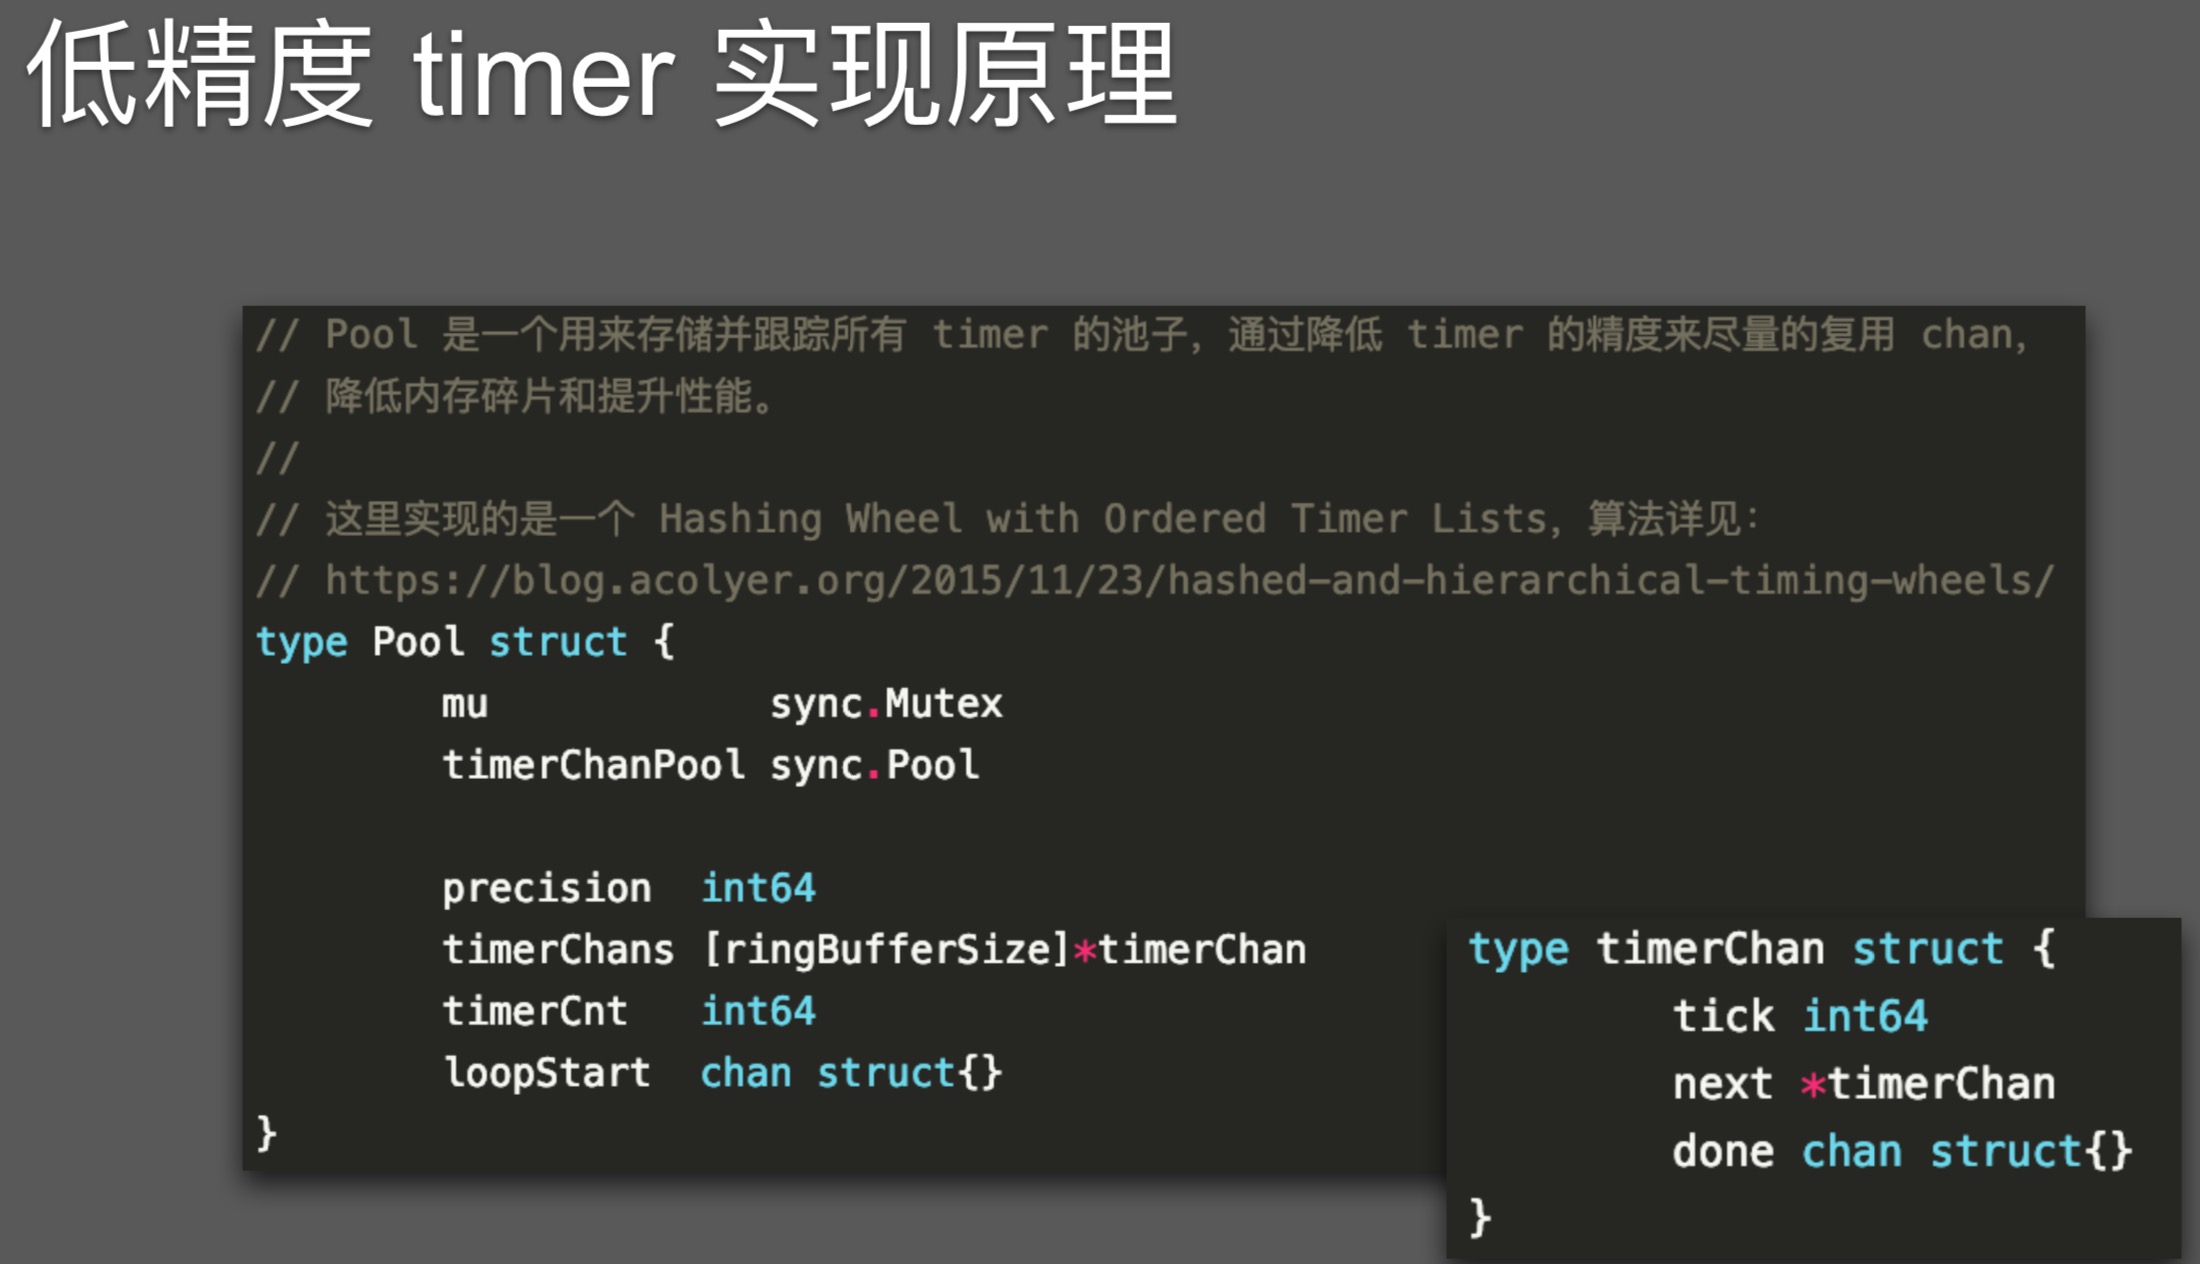 低精度 timer 实现原理
// Pool 是一个用来存储并跟踪所有 timer 的池子，通过降低 timer 的精度来尽量的复用 chan，
// 降低内存碎片和提升性能。
//
// 这里实现的是一个 Hashing Wheel with Ordered Timer Lists，算法详见：
// https://blog.acolyer.org/2015/11/23/hashed-and-hierarchical-timing-wheels/
type Pool struct {
mu sync.Mutex
timerChanPool sync.Pool
precision int64
timerChans [ringBufferSize]*timerChan
timerCnt int64
loopStart chan struct{}
}
type timerChan struct {
tick int64
next *timerChan
done chan struct{}
}